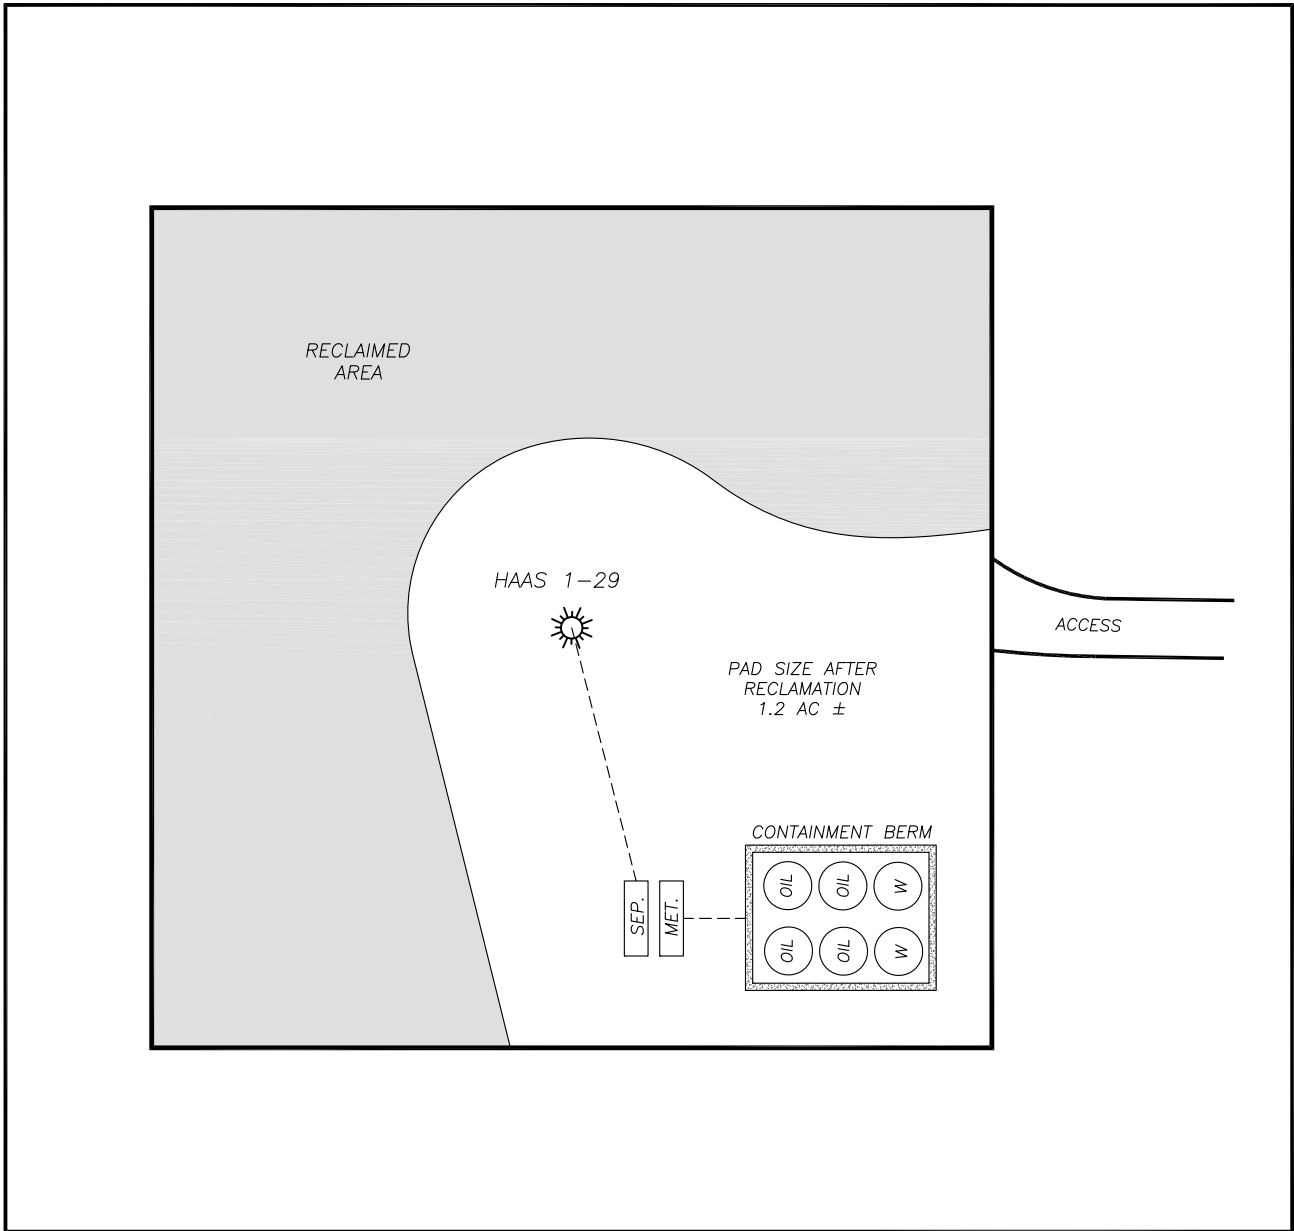 RECLAIMED
AREA
HAAS 1-29
ACCESS
PAD SIZE AFTER
RECLAMATION
1.2 AC ±
CONTAINMENT BERM
SEP.
MET.
OIL
OIL
W
OIL
OIL
W